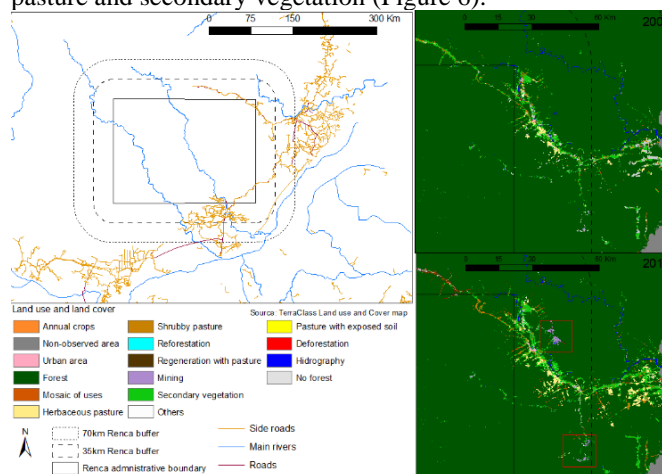 pasture and secondary vegetation (Figure 6).
0 75 150 300 Km
0 15 30 60 Km
200
0 15 30 60 Km
201
Land use and land cover
Source: TerraClass Land use and Cover map
Annual crops
Shrubby pasture
Pasture with exposed soil
Non-observed area
Reforestation
Deforestation
Urban area
Regeneration with pasture
Hydrography
Forest
Mining
No forest
Mosaic of uses
Secondary vegetation
Herbaceous pasture
Others
N
70km Renca buffer
Side roads
35km Renca buffer
Main rivers
Renca admnistrative boundary
Roads